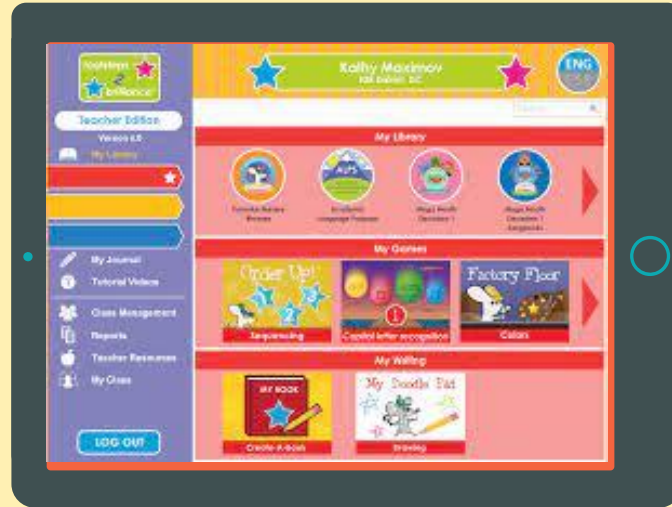 footsteps
2
brilliance
Teacher Edition
My Library
My Journal
Tutorial Videos
Class Management
Reports
Teacher Resources
My Class
LOG OUT
Kathy Maximov
ENG
My Library
My Games
Order Up!
1 2 3
Sequencing
1
Capital letter recognition
Factory Floor
Colors
My Writing
MY BOOK
Create-A-Book
My Doodle Pad
Drawing